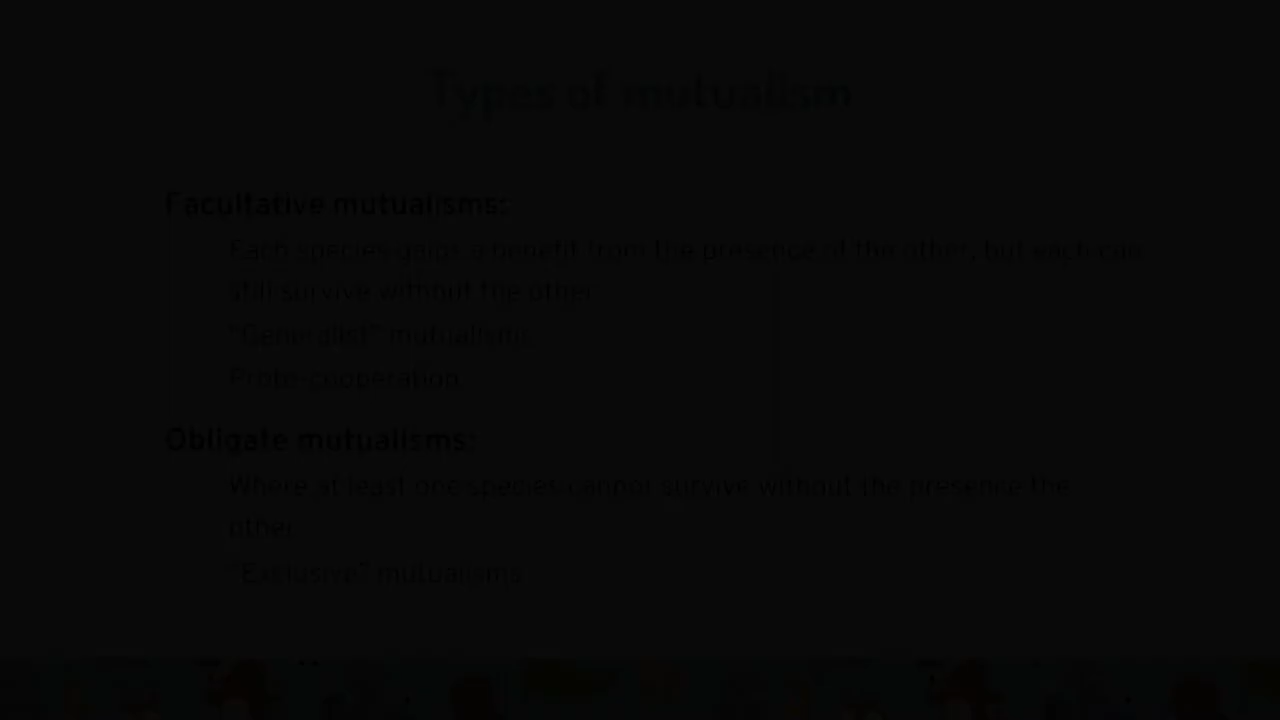 Types of mutualism
Facultative mutualisms:
Each species gains a benefit from the presence of the other, but each can
still survive without the other
"Generalist" mutualisms
Proto-cooperation
Obligate mutualisms:
Where at least one species cannot survive without the presence the
other
"Exclusive" mutualisms